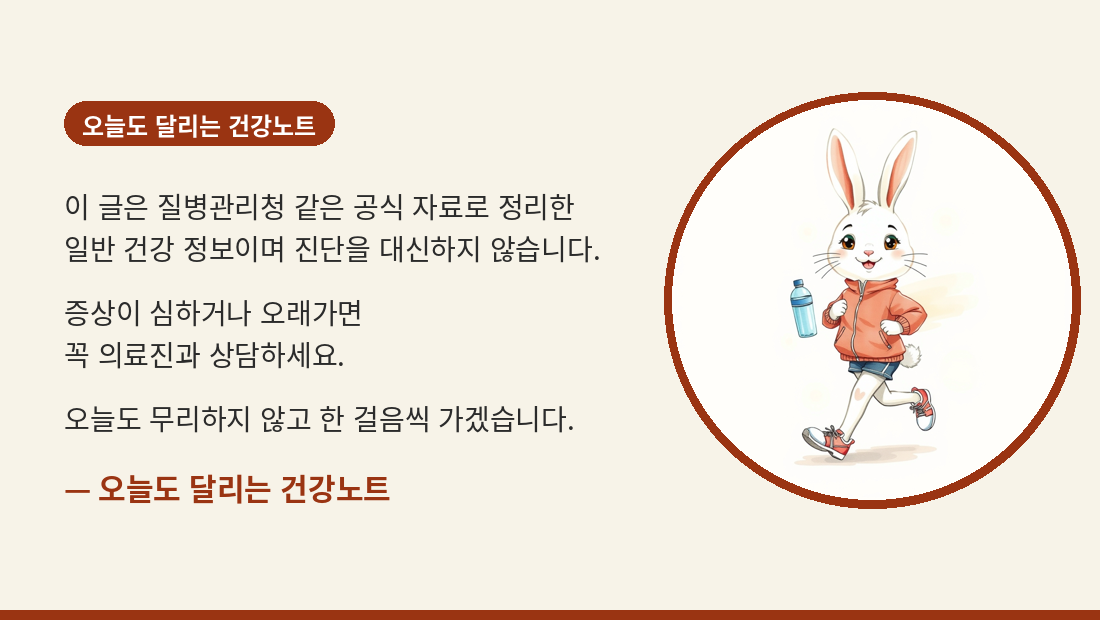 오늘도 달리는 건강노트
이 글은 질병관리청 같은 공식 자료로 정리한
일반 건강 정보이며 진단을 대신하지 않습니다.
증상이 심하거나 오래가면
꼭 의료진과 상담하세요.
오늘도 무리하지 않고 한 걸음씩 가겠습니다.
— 오늘도 달리는 건강노트